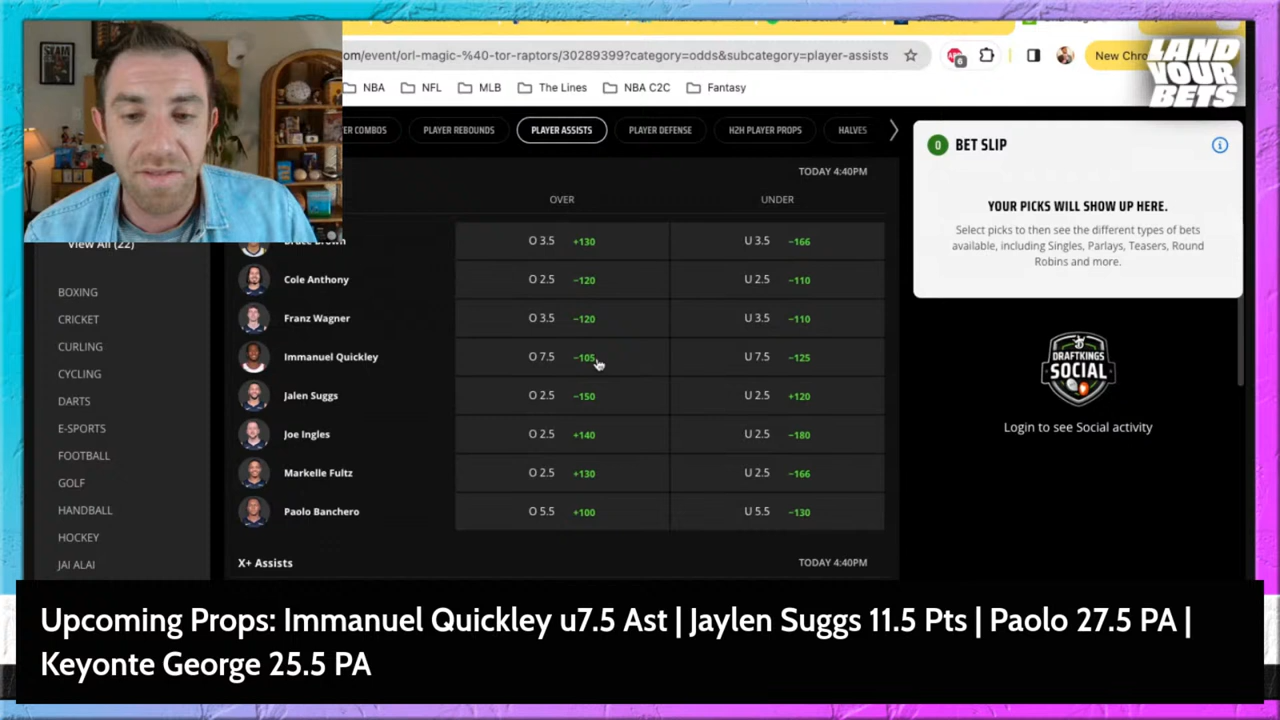 com/event/orl-magic-%40-tor-raptors/30289399?category=odds&subcategory=player-assists
6
New Chro
LAND
YOUR
BETS
NBA
NFL
MLB
The Lines
NBA C2C
Fantasy
SLAM
ER COMBOS
PLAYER REBOUNDS
PLAYER ASSISTS
PLAYER DEFENSE
H2H PLAYER PROPS
HALVES
0
BET SLIP
TODAY 4:40PM
OVER
UNDER
YOUR PICKS WILL SHOW UP HERE.
Select picks to then see the different types of bets
available, including Singles, Parlays, Teasers, Round
Robins and more.
View All (22)
BOXING
CRICKET
CURLING
CYCLING
DARTS
E-SPORTS
FOOTBALL
GOLF
HANDBALL
HOCKEY
JAI ALAI
Bruce Brown O 3.5 +130 U 3.5 −166
Cole Anthony O 2.5 −120 U 2.5 −110
Franz Wagner O 3.5 −120 U 3.5 −110
Immanuel Quickley O 7.5 −105 U 7.5 −125
Jalen Suggs O 2.5 −150 U 2.5 +120
Joe Ingles O 2.5 +140 U 2.5 −180
Markelle Fultz O 2.5 +130 U 2.5 −166
Paolo Banchero O 5.5 +100 U 5.5 −130
X+ Assists TODAY 4:40PM
DRAFTKINGS
SOCIAL
Login to see Social activity
Upcoming Props: Immanuel Quickley u7.5 Ast | Jaylen Suggs 11.5 Pts | Paolo 27.5 PA |
Keyonte George 25.5 PA